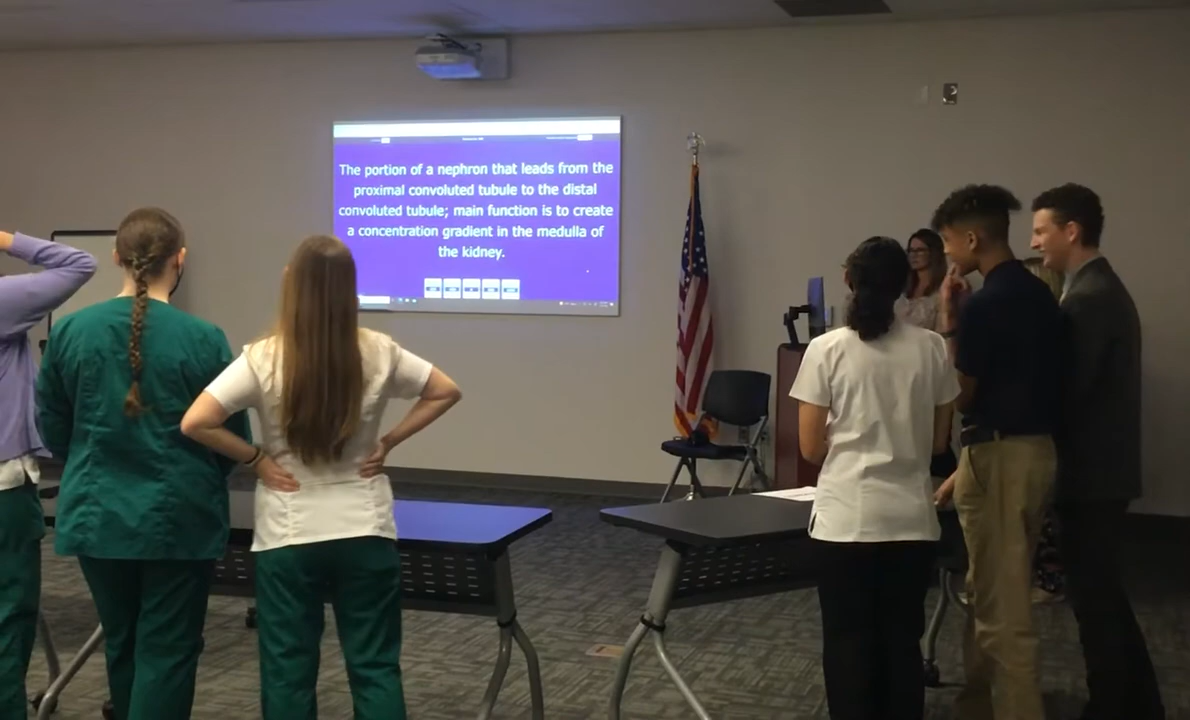 The portion of a nephron that leads from the
proximal convoluted tubule to the distal
convoluted tubule; main function is to create
a concentration gradient in the medulla of
the kidney.